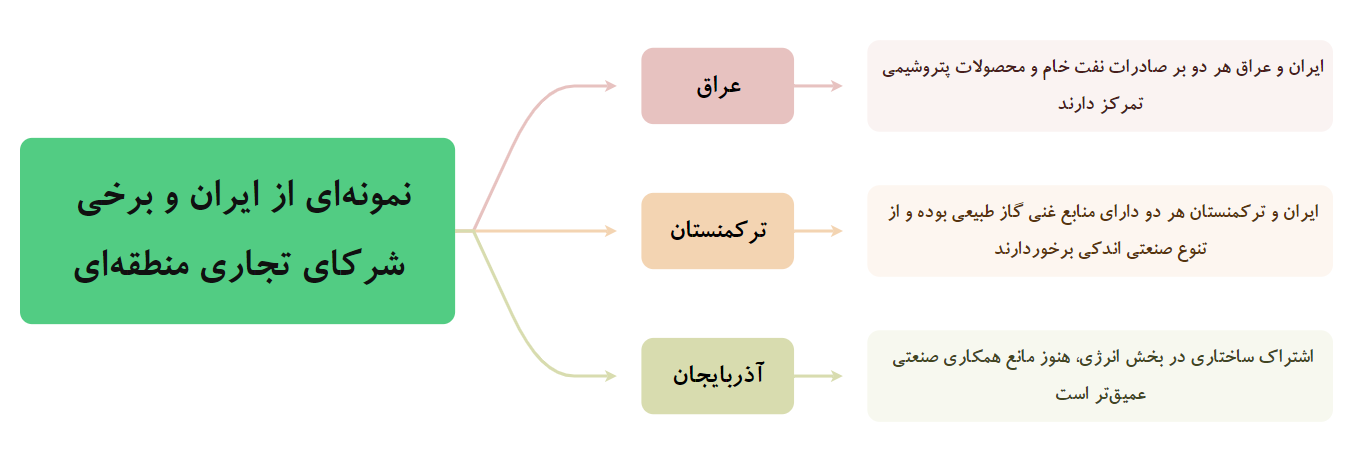 نمونه‌ای از ایران و برخی
شرکای تجاری منطقه‌ای
عراق
ایران و عراق هر دو بر صادرات نفت خام و محصولات پتروشیمی
تمرکز دارند
ترکمنستان
ایران و ترکمنستان هر دو دارای منابع غنی گاز طبیعی بوده و از
تنوع صنعتی اندکی برخوردارند
آذربایجان
اشتراک ساختاری در بخش انرژی، هنوز مانع همکاری صنعتی
عمیق‌تر است